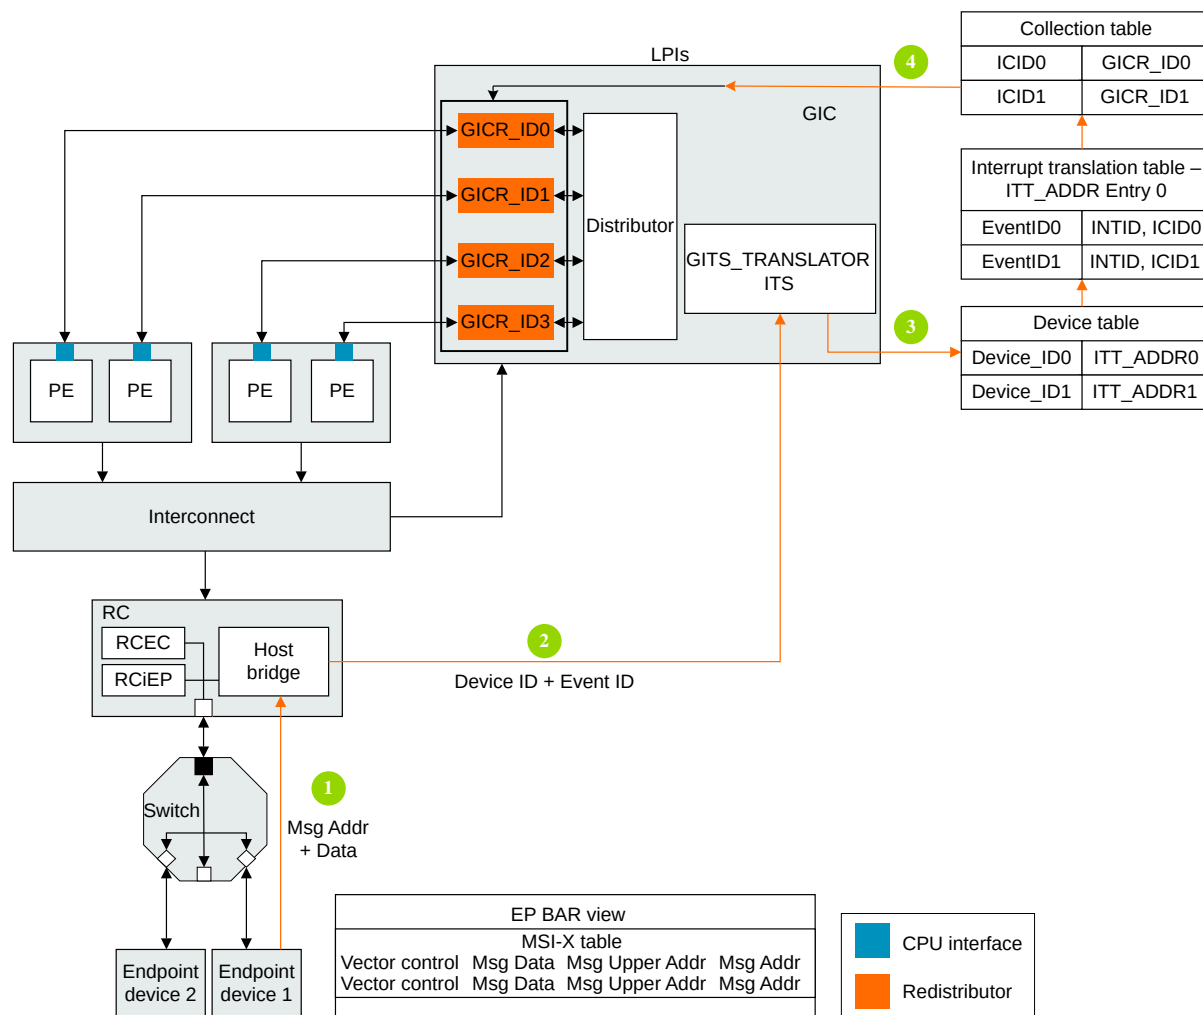 LPIs
4
Collection table
ICID0 GICR_ID0
ICID1 GICR_ID1
GIC
GICR_ID0
GICR_ID1
GICR_ID2
GICR_ID3
Distributor
GITS_TRANSLATOR
ITS
Interrupt translation table –
ITT_ADDR Entry 0
EventID0 INTID, ICID0
EventID1 INTID, ICID1
3
Device table
Device_ID0 ITT_ADDR0
Device_ID1 ITT_ADDR1
PE PE PE PE
Interconnect
RC
RCEC
RCiEP
Host
bridge
2
Device ID + Event ID
1
Msg Addr
+ Data
Switch
Endpoint
device 2
Endpoint
device 1
EP BAR view
MSI-X table
Vector control Msg Data Msg Upper Addr Msg Addr
Vector control Msg Data Msg Upper Addr Msg Addr
CPU interface
Redistributor